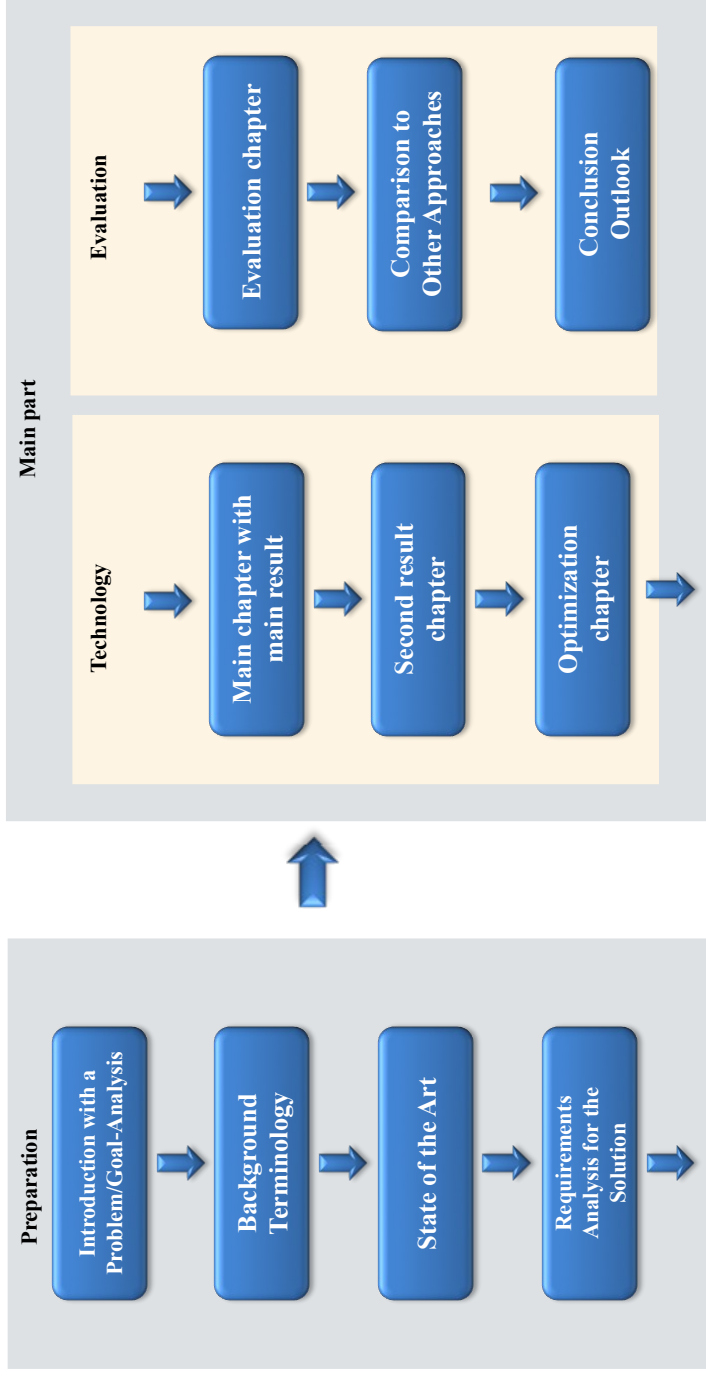 Preparation
Introduction with a
Problem/Goal-Analysis
Background
Terminology
State of the Art
Requirements
Analysis for the
Solution
Main part
Technology
Main chapter with
main result
Second result
chapter
Optimization
chapter
Evaluation
Evaluation chapter
Comparison to
Other Approaches
Conclusion
Outlook